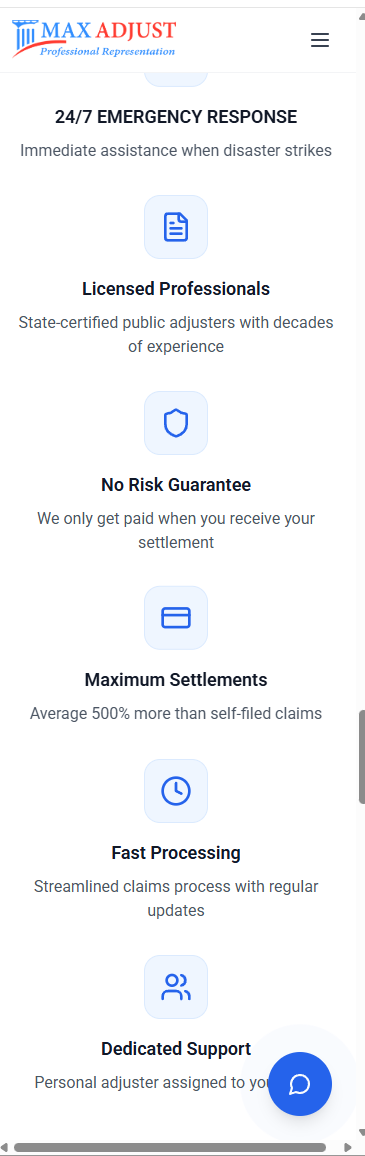 MAX ADJUST
Professional Representation
24/7 EMERGENCY RESPONSE
Immediate assistance when disaster strikes
Licensed Professionals
State-certified public adjusters with decades
of experience
No Risk Guarantee
We only get paid when you receive your
settlement
Maximum Settlements
Average 500% more than self-filed claims
Fast Processing
Streamlined claims process with regular
updates
Dedicated Support
Personal adjuster assigned to